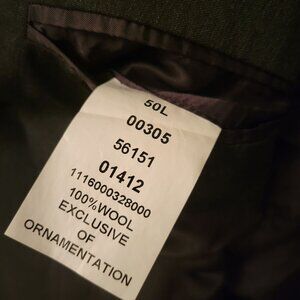 50L
00305
56151
01412
1116000328000
100%WOOL
EXCLUSIVE
OF
ORNAMENTATION